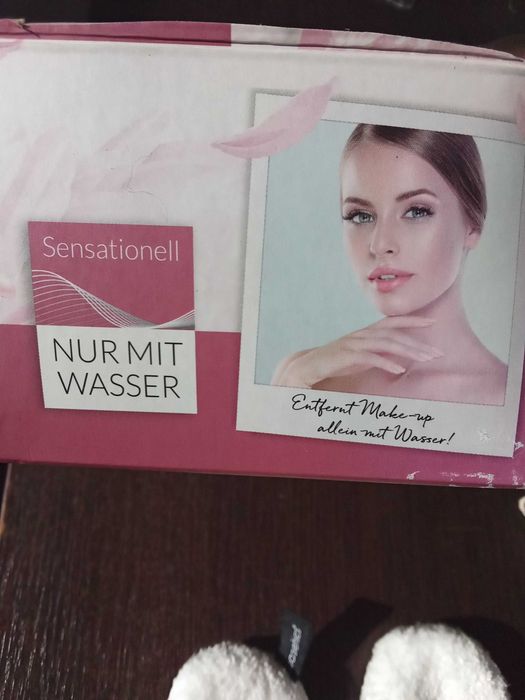 Sensationell
NUR MIT
WASSER
Entfernt Make-up
allein mit Wasser!